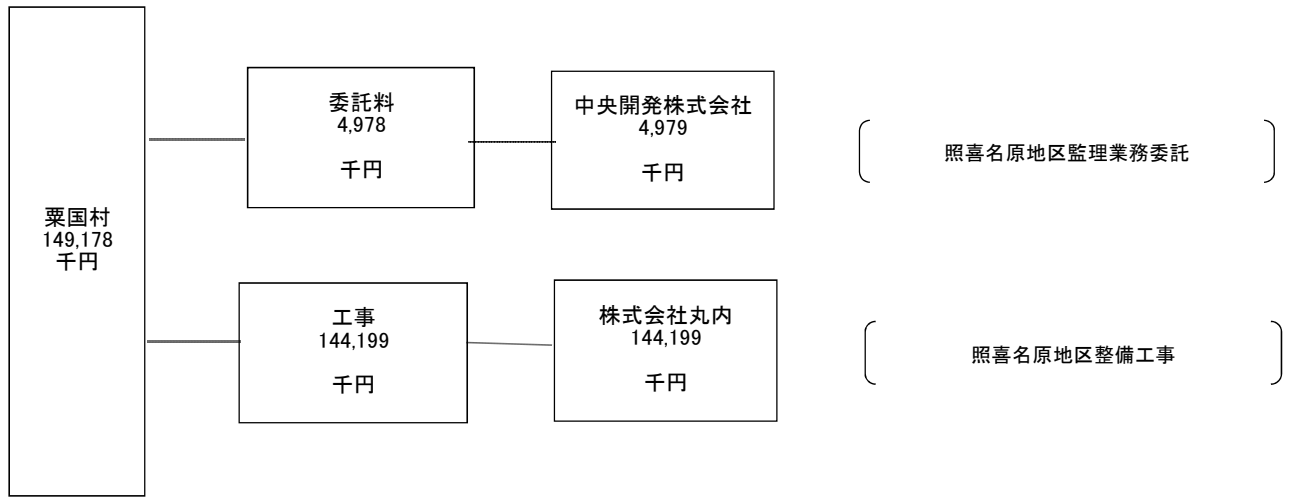 粟国村
149,178
千円
委託料
4,978
千円
中央開発株式会社
4,979
千円
照喜名原地区監理業務委託
工事
144,199
千円
株式会社丸内
144,199
千円
照喜名原地区整備工事